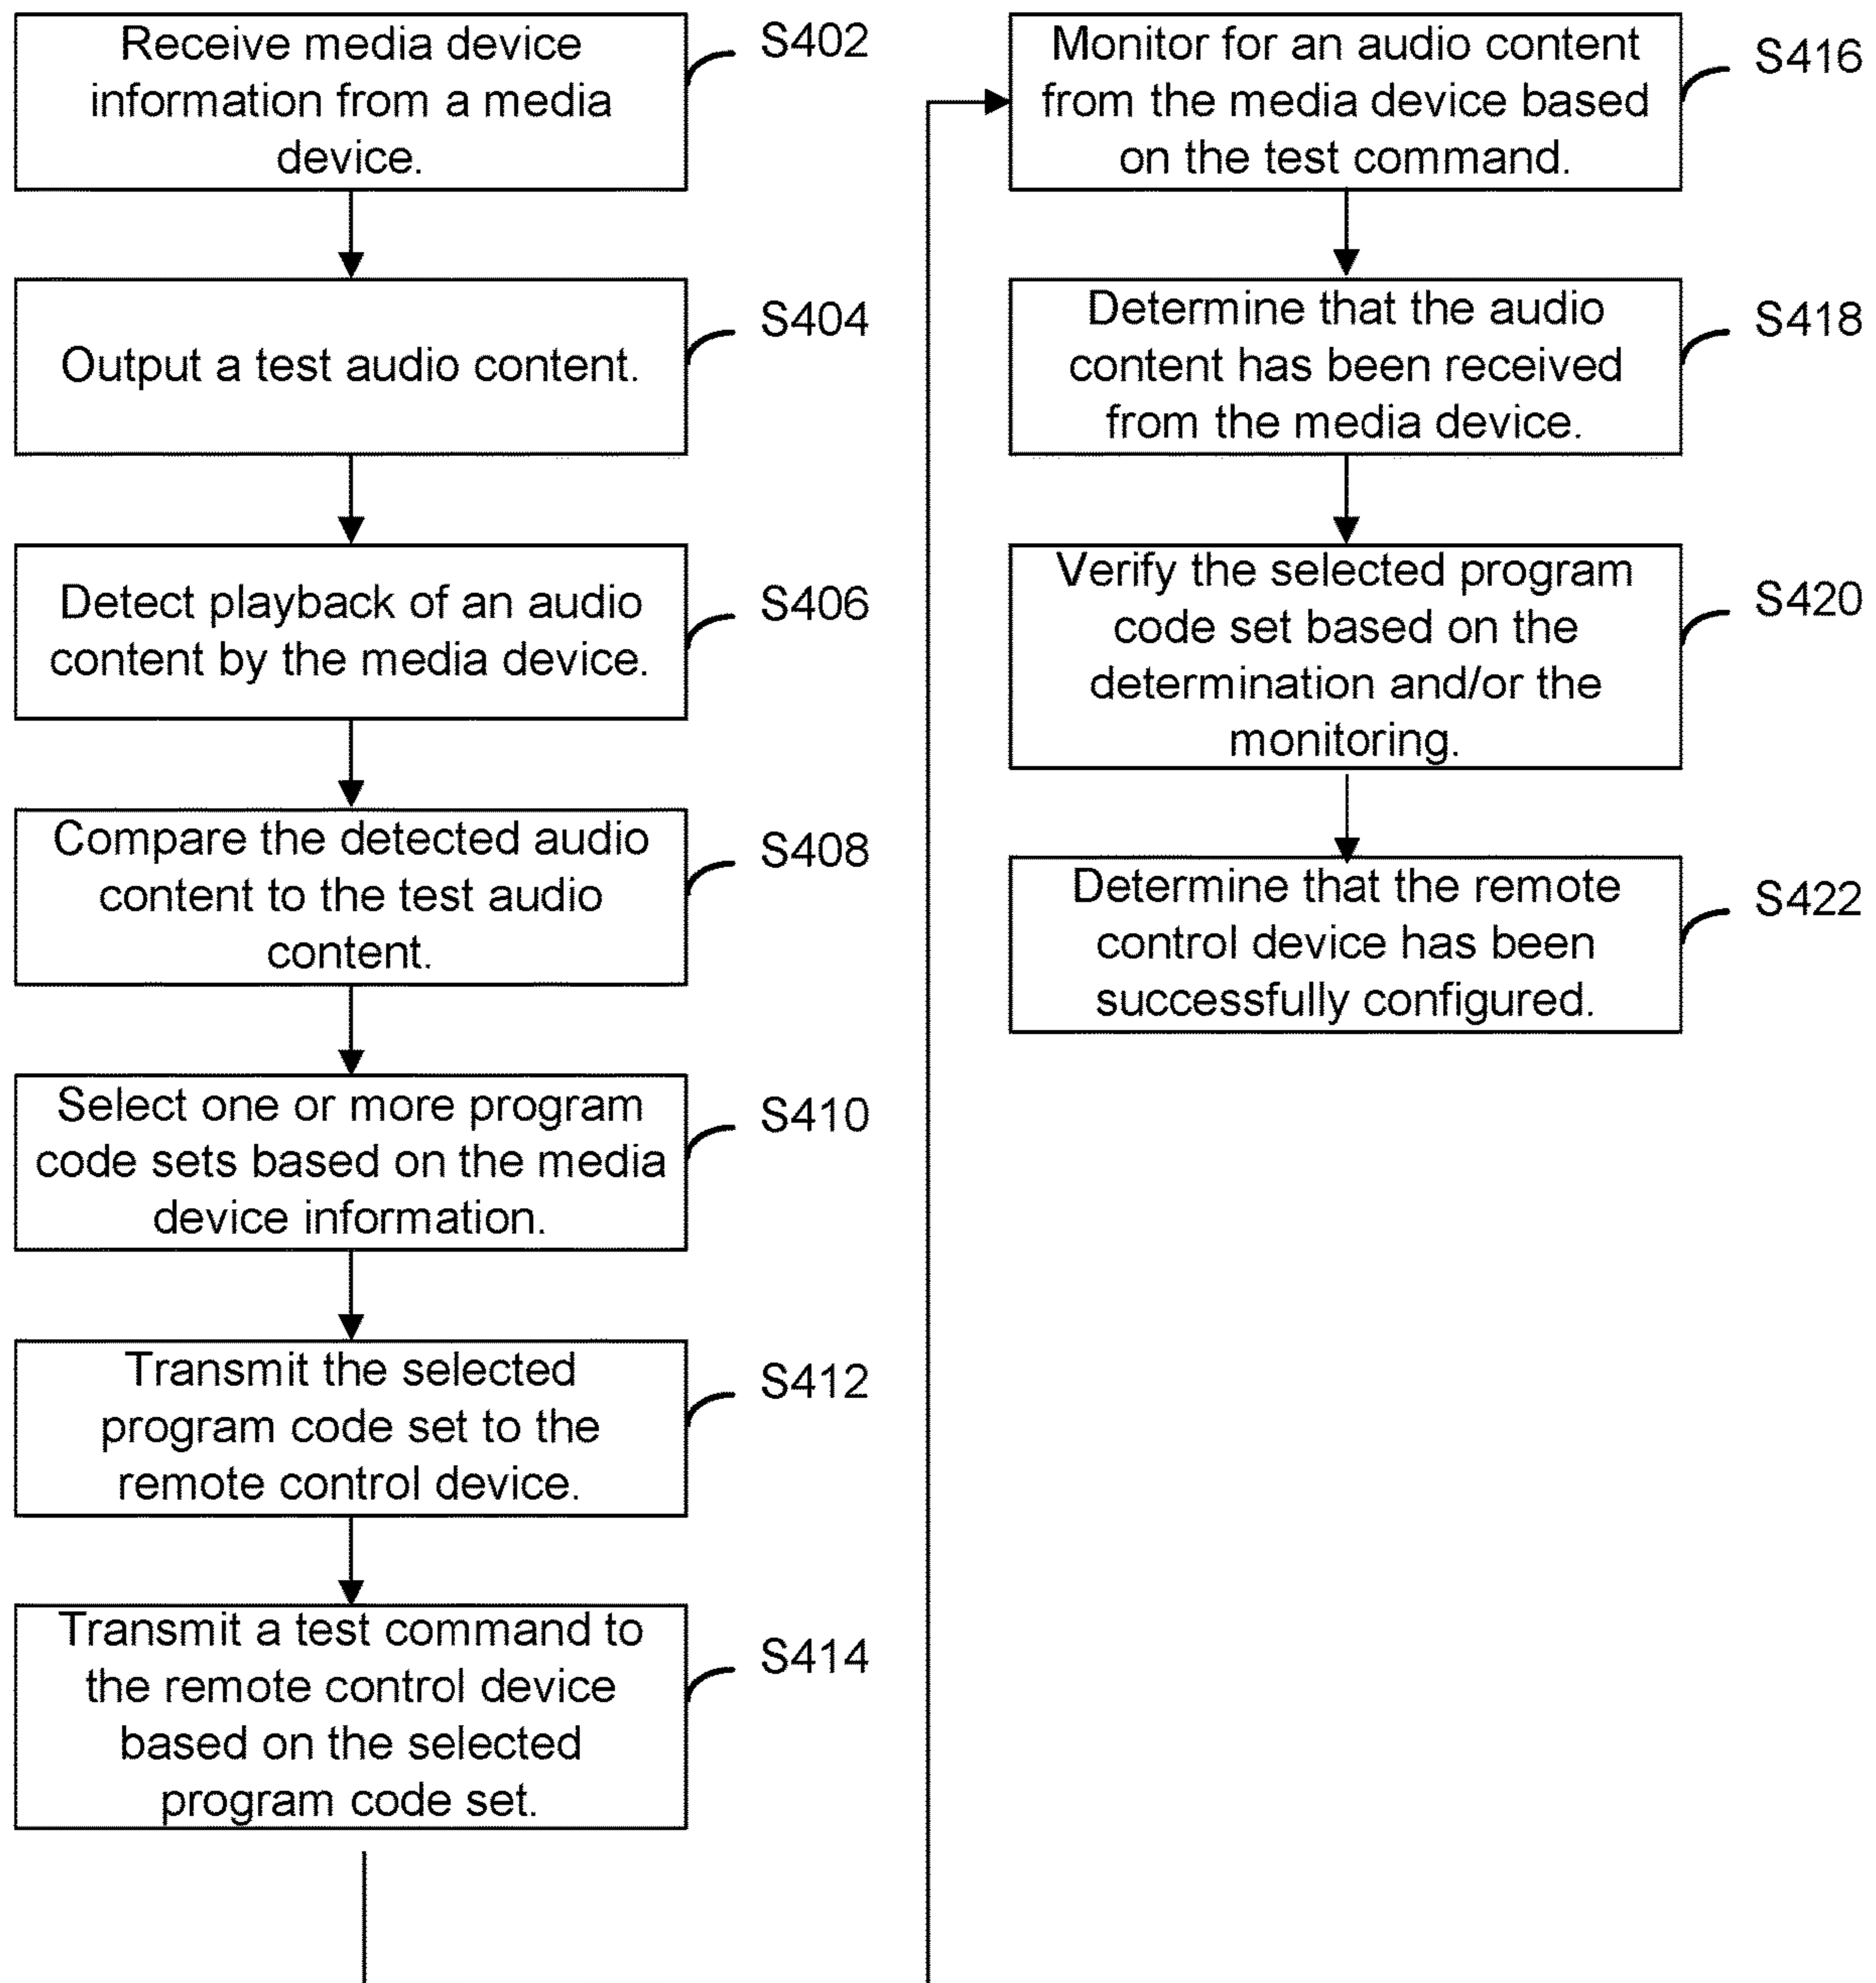 Receive media device
information from a media
device.
S402
Output a test audio content.
S404
Detect playback of an audio
content by the media device.
S406
Compare the detected audio
content to the test audio
content.
S408
Select one or more program
code sets based on the media
device information.
S410
Transmit the selected
program code set to the
remote control device.
S412
Transmit a test command to
the remote control device
based on the selected
program code set.
S414
Monitor for an audio content
from the media device based
on the test command.
S416
Determine that the audio
content has been received
from the media device.
S418
Verify the selected program
code set based on the
determination and/or the
monitoring.
S420
Determine that the remote
control device has been
successfully configured.
S422